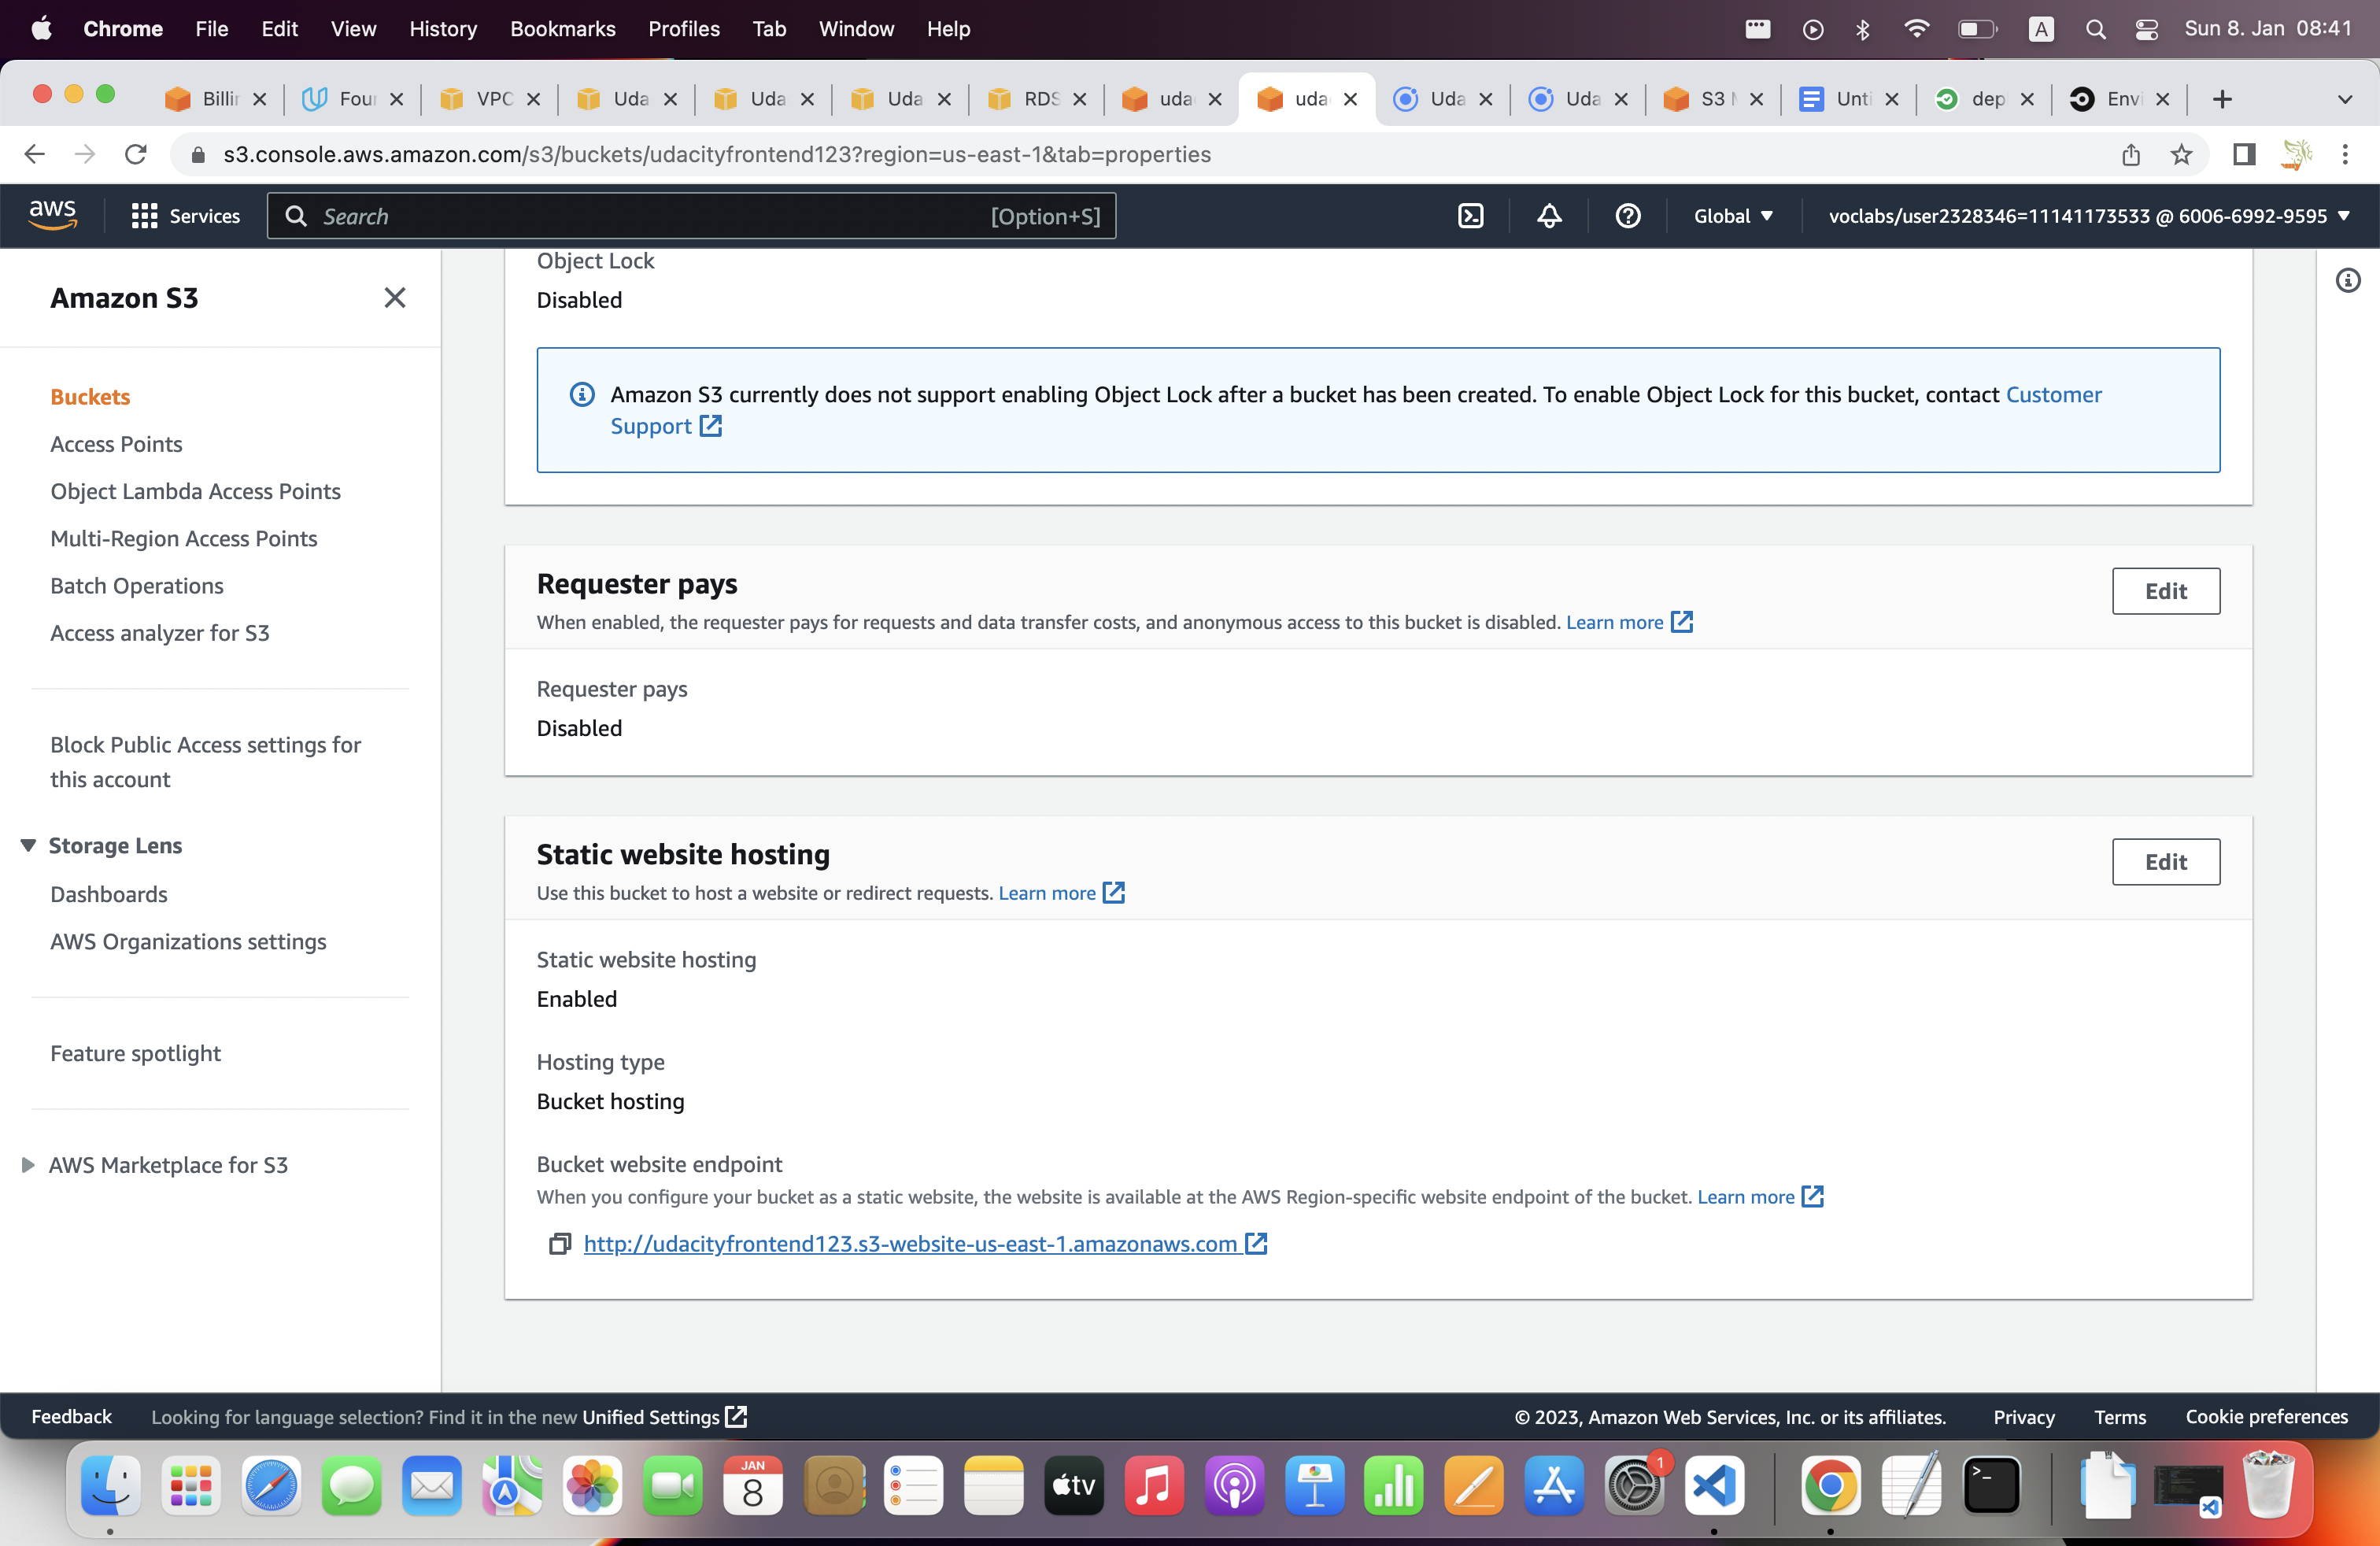 Chrome File Edit View History Bookmarks Profiles Tab Window Help A Sun 8. Jan 08:41
Billin Four VPC Uda Uda Uda RDS uda uda Uda Uda S3 M Unti dep Envi
s3.console.aws.amazon.com/s3/buckets/udacityfrontend123?region=us-east-1&tab=properties
aws Services Search [Option+S] Global voclabs/user2328346=11141173533 @ 6006-6992-9595
Amazon S3
Buckets
Access Points
Object Lambda Access Points
Multi-Region Access Points
Batch Operations
Access analyzer for S3
Block Public Access settings for
this account
Storage Lens
Dashboards
AWS Organizations settings
Feature spotlight
AWS Marketplace for S3
Object Lock
Disabled
Amazon S3 currently does not support enabling Object Lock after a bucket has been created. To enable Object Lock for this bucket, contact Customer
Support
Requester pays
Edit
When enabled, the requester pays for requests and data transfer costs, and anonymous access to this bucket is disabled. Learn more
Requester pays
Disabled
Static website hosting
Edit
Use this bucket to host a website or redirect requests. Learn more
Static website hosting
Enabled
Hosting type
Bucket hosting
Bucket website endpoint
When you configure your bucket as a static website, the website is available at the AWS Region-specific website endpoint of the bucket. Learn more
http://udacityfrontend123.s3-website-us-east-1.amazonaws.com
Feedback Looking for language selection? Find it in the new Unified Settings © 2023, Amazon Web Services, Inc. or its affiliates. Privacy Terms Cookie preferences
JAN
8
tv
1